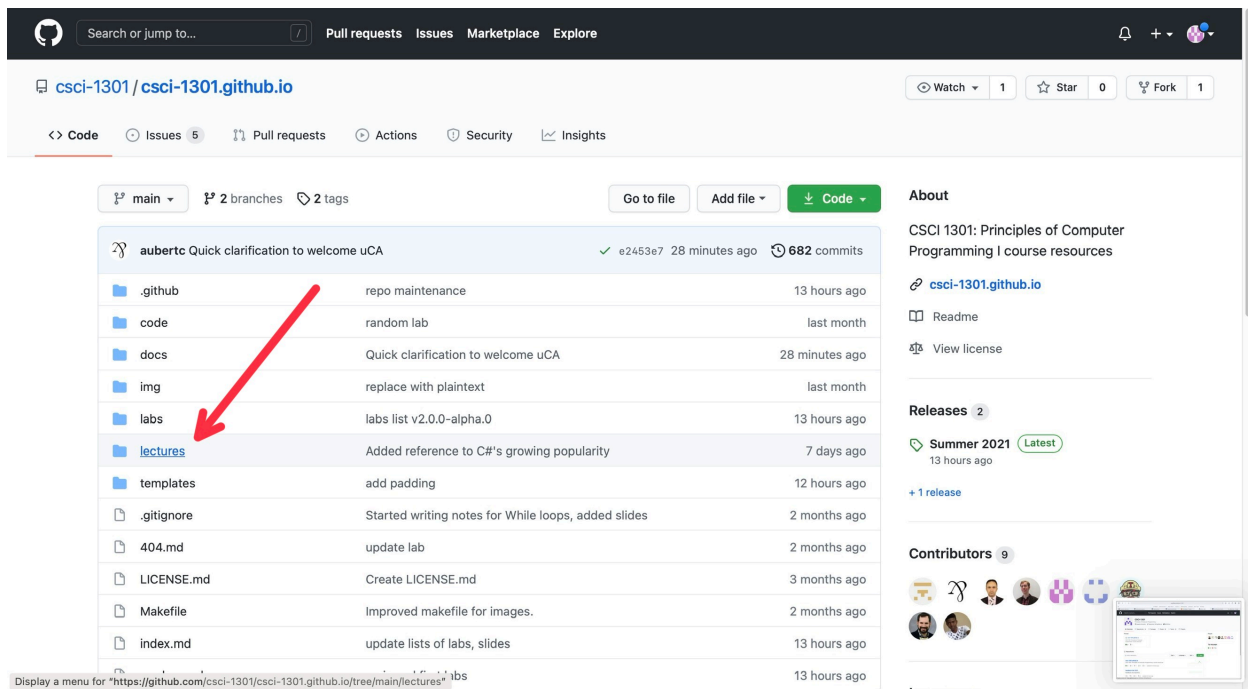 Search or jump to... /
Pull requests Issues Marketplace Explore
csci-1301 / csci-1301.github.io
Watch 1 Star 0 Fork 1
<> Code Issues 5 Pull requests Actions Security Insights
main 2 branches 2 tags Go to file Add file Code
aubertc Quick clarification to welcome uCA e2453e7 28 minutes ago 682 commits
.github repo maintenance 13 hours ago
code random lab last month
docs Quick clarification to welcome uCA 28 minutes ago
img replace with plaintext last month
labs labs list v2.0.0-alpha.0 13 hours ago
lectures Added reference to C#'s growing popularity 7 days ago
templates add padding 12 hours ago
.gitignore Started writing notes for While loops, added slides 2 months ago
404.md update lab 2 months ago
LICENSE.md Create LICENSE.md 3 months ago
Makefile Improved makefile for images. 2 months ago
index.md update lists of labs, slides 13 hours ago
13 hours ago
Display a menu for "https://github.com/csci-1301/csci-1301.github.io/tree/main/lectures"
About
CSCI 1301: Principles of Computer
Programming I course resources
csci-1301.github.io
Readme
View license
Releases 2
Summer 2021 Latest
13 hours ago
+ 1 release
Contributors 9